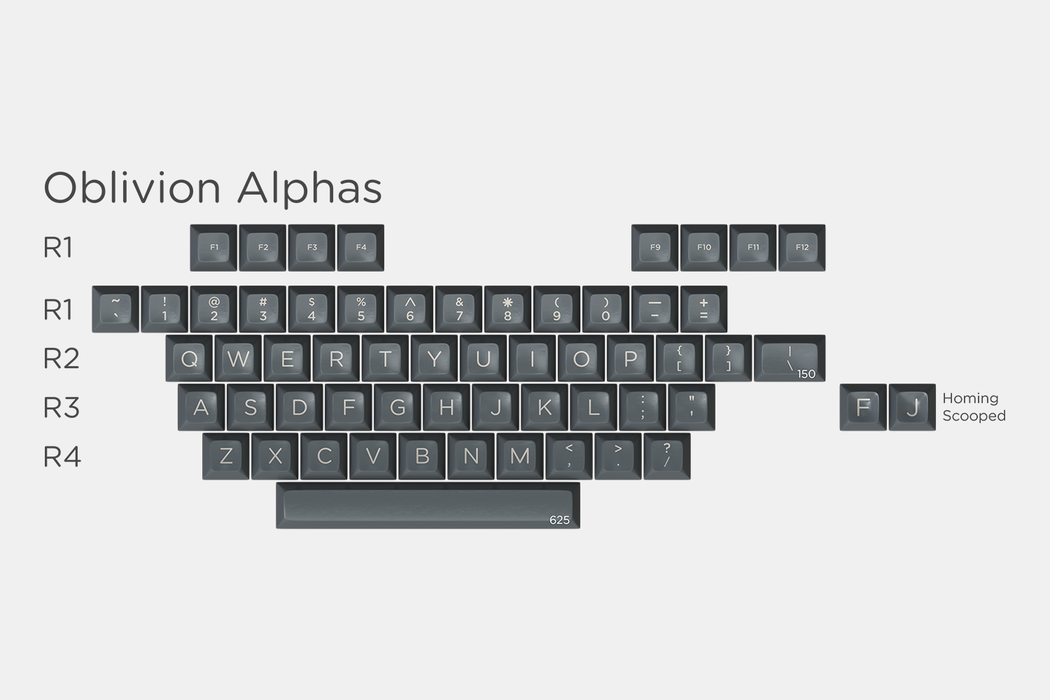 Oblivion Alphas
R1 F1 F2 F3 F4 F9 F10 F11 F12
R1 ~ ! @ # $ % ^ & * ( ) — +
` 1 2 3 4 5 6 7 8 9 0 - =
R2 Q W E R T Y U I O P { } |
[ ] \ 150
R3 A S D F G H J K L : "
; '
F J Homing
Scooped
R4 Z X C V B N M < > ?
, . /
625